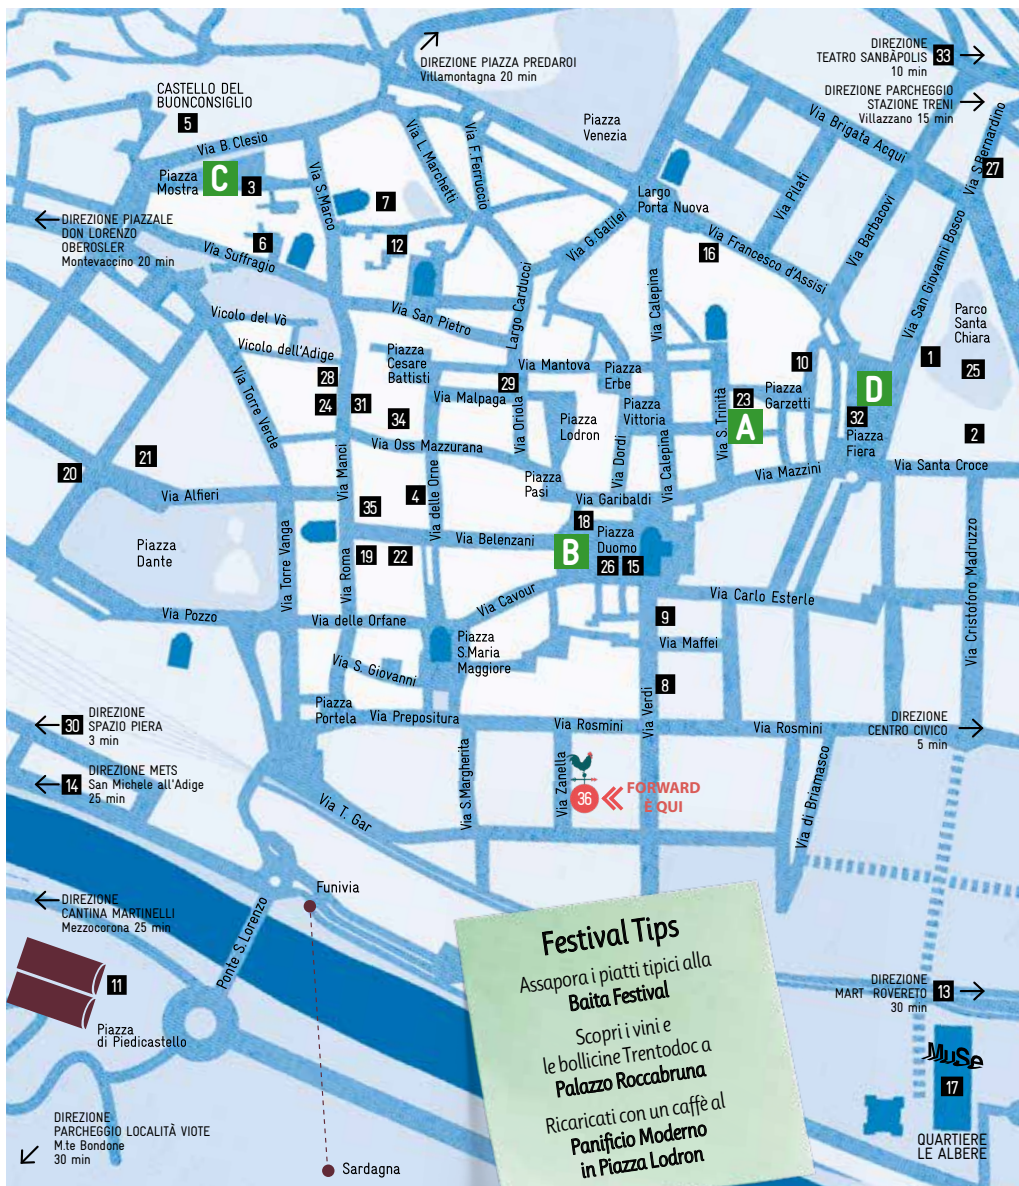 DIREZIONE PIAZZA PREDAROI
Villamontagna 20 min
DIREZIONE
TEATRO SANBÀPOLIS
10 min
33
DIREZIONE PARCHEGGIO
STAZIONE TRENI
Villazzano 15 min
CASTELLO DEL
BUONCONSIGLIO
5
Via B. Clesio
Piazza
Mostra
C
3
Via S.Marco
7
12
Via L. Marchetti
Via F.Ferruccio
Piazza
Venezia
Largo
Porta Nuova
Via Brigata Acqui
Via S.Bernardino
27
Via Pilati
Via Barbacovi
Via San Giovanni Bosco
DIREZIONE PIAZZALE
DON LORENZO
OBEROSLER
Montevaccino 20 min
6
Via Suffragio
Via G.Galilei
16
Via Francesco d'Assisi
Largo Carducci
Via Calepina
Vicolo del Vò
Via San Pietro
Vicolo dell'Adige
Via Torre Verde
Piazza
Cesare
Battisti
Via Mantova
Piazza
Erbe
10
Parco
Santa
Chiara
1
25
28
24
31
34
29
Via Malpaga
Via Oriola
Piazza
Lodron
Piazza
Vittoria
Via S.Trinità
23
Piazza
Garzetti
A
D
32
Piazza
Fiera
2
Via Oss Mazzurana
Via Manci
Via delle Orne
Via Dordi
Via Calepina
Via Mazzini
Via Santa Croce
20
21
Via Alfieri
4
35
Piazza
Pasi
Via Garibaldi
18
Piazza
Duomo
B
26
15
Via Belenzani
Piazza
Dante
Via Torre Vanga
Via Roma
19
22
Via Cristoforo Madruzzo
Via Cavour
Via Carlo Esterle
Via Pozzo
Via delle Orfane
9
Via Maffei
Piazza
S.Maria
Maggiore
Via S. Giovanni
8
Via Verdi
Piazza
Portela
Via Prepositura
Via Rosmini
Via Rosmini
DIREZIONE
CENTRO CIVICO
5 min
30
DIREZIONE
SPAZIO PIERA
3 min
14
DIREZIONE METS
San Michele all'Adige
25 min
Via S.Margherita
Via Zanella
36
FORWARD
È QUI
Via di Briamasco
Via T. Gar
Funivia
DIREZIONE
CANTINA MARTINELLI
Mezzocorona 25 min
Ponte S.Lorenzo
11
Piazza
di Piedicastello
DIREZIONE
MART ROVERETO
30 min
13
MUSe
17
QUARTIERE
LE ALBERE
DIREZIONE
PARCHEGGIO LOCALITÀ VIOTE
M.te Bondone
30 min
Sardagna
Festival Tips
Assapora i piatti tipici alla
Baita Festival
Scopri i vini e
le bollicine Trentodoc a
Palazzo Roccabruna
Ricaricati con un caffè al
Panificio Moderno
in Piazza Lodron